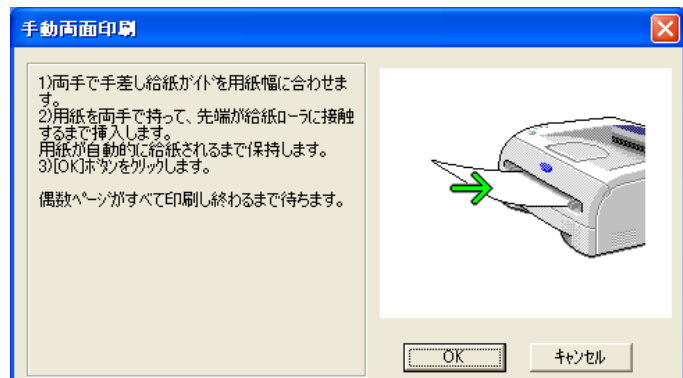 手動両面印刷
1)両手で手差し給紙ｶﾞｲﾄﾞを用紙幅に合わせま
す。
2)用紙を両手で持って、先端が給紙ﾛｰﾗに接触
するまで挿入します。
用紙が自動的に給紙されるまで保持します。
3)[OK]ﾎﾞﾀﾝをｸﾘｯｸします。
偶数ﾍﾟｰｼﾞがすべて印刷し終わるまで待ちます。
OK
ｷｬﾝｾﾙ